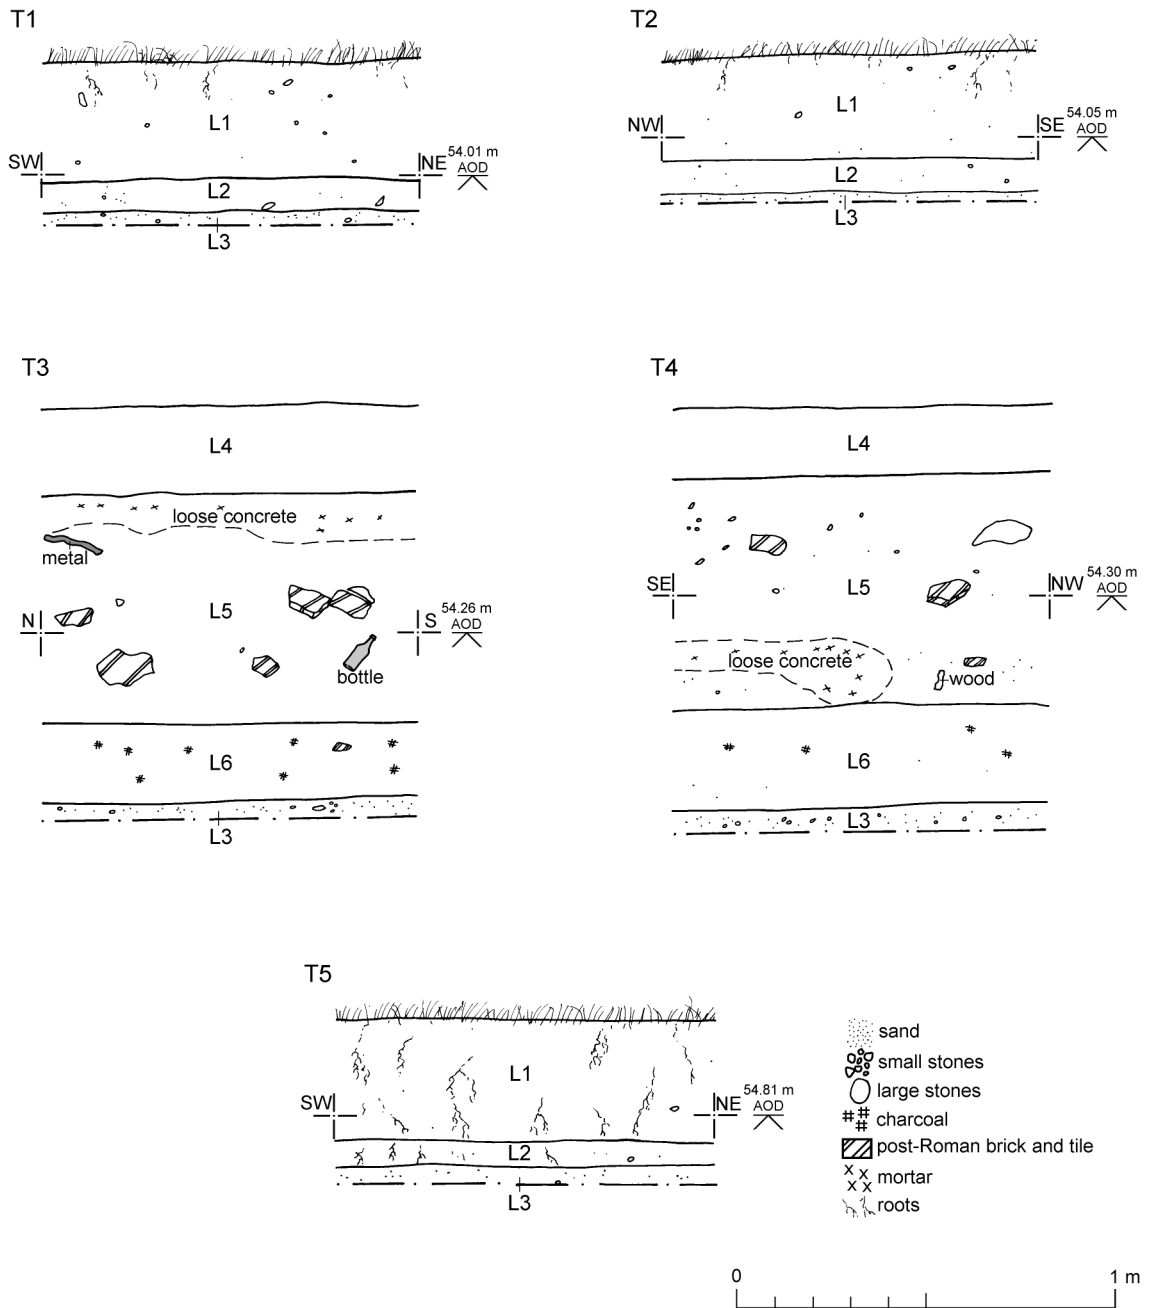 T1
L1
SW
NE
54.01 m
AOD
L2
L3
T2
L1
NW
SE
54.05 m
AOD
L2
L3
T3
L4
loose concrete
metal
L5
N
S
54.26 m
AOD
bottle
L6
L3
T4
L4
L5
SE
NW
54.30 m
AOD
loose concrete
wood
L6
L3
T5
L1
SW
NE
54.81 m
AOD
L2
L3
sand
small stones
large stones
charcoal
post-Roman brick and tile
mortar
roots
0
1 m